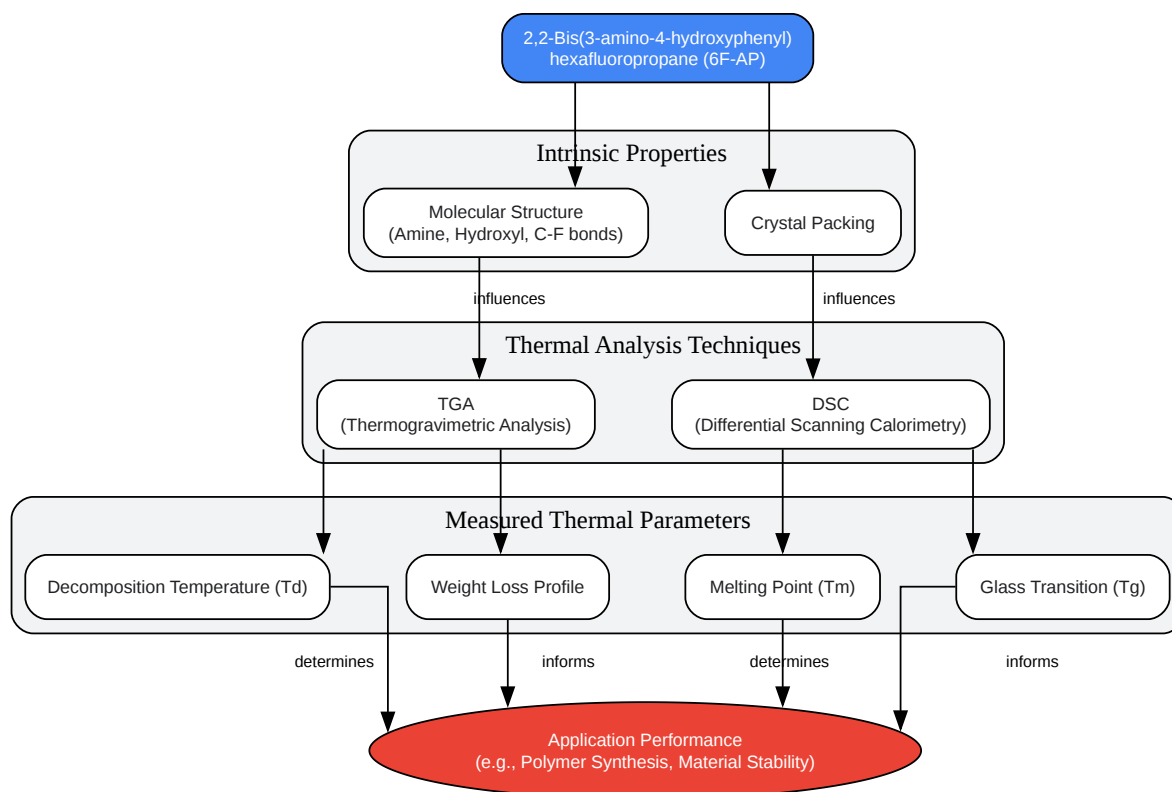 2,2-Bis(3-amino-4-hydroxyphenyl)
hexafluoropropane (6F-AP)
Intrinsic Properties
Molecular Structure
(Amine, Hydroxyl, C-F bonds)
Crystal Packing
influences
influences
Thermal Analysis Techniques
TGA
(Thermogravimetric Analysis)
DSC
(Differential Scanning Calorimetry)
Measured Thermal Parameters
Decomposition Temperature (Td)
Weight Loss Profile
Melting Point (Tm)
Glass Transition (Tg)
determines
informs
determines
informs
Application Performance
(e.g., Polymer Synthesis, Material Stability)